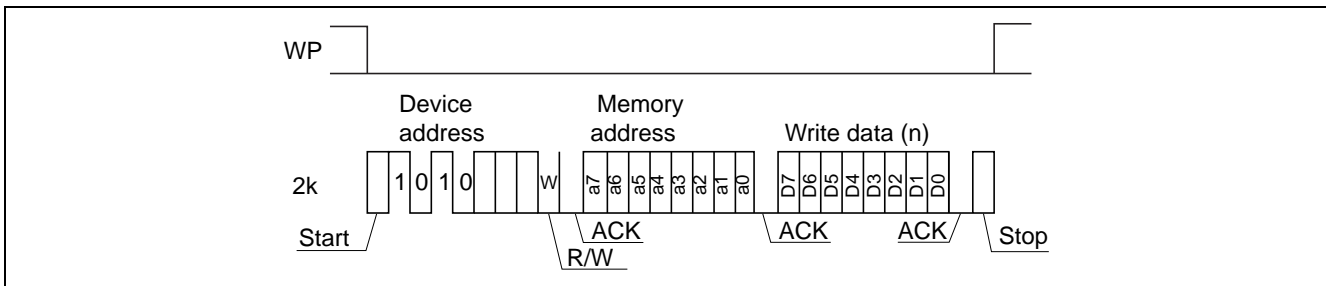 WP
Device address
Memory address
Write data (n)
2k
1 0 1 0
W
a7 a6 a5 a4 a3 a2 a1 a0
D7 D6 D5 D4 D3 D2 D1 D0
Start
ACK
ACK
ACK
Stop
R/W